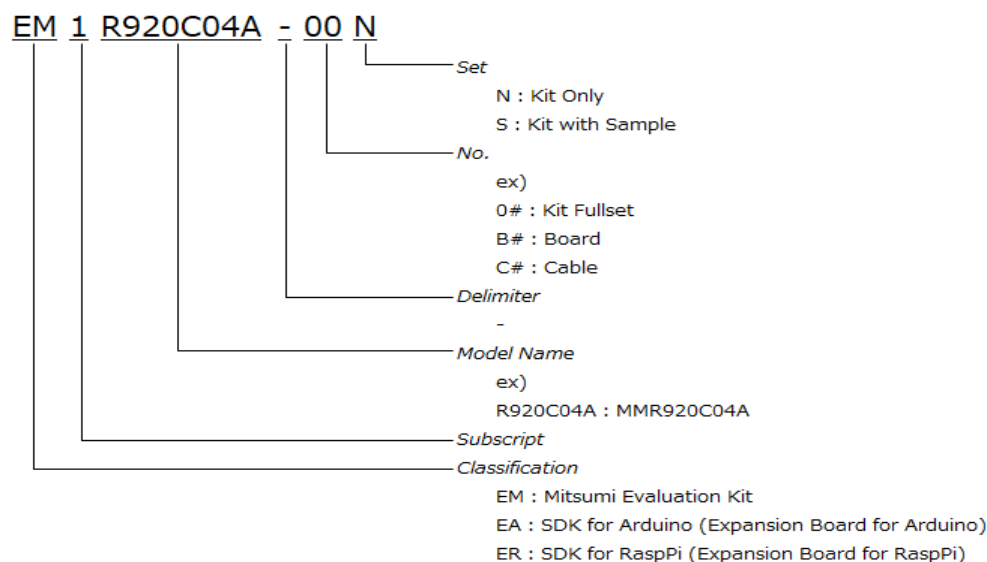 EM 1 R920C04A - 00 N
Set
N : Kit Only
S : Kit with Sample
No.
ex)
0# : Kit Fullset
B# : Board
C# : Cable
Delimiter
-
Model Name
ex)
R920C04A : MMR920C04A
Subscript
Classification
EM : Mitsumi Evaluation Kit
EA : SDK for Arduino (Expansion Board for Arduino)
ER : SDK for RaspPi (Expansion Board for RaspPi)